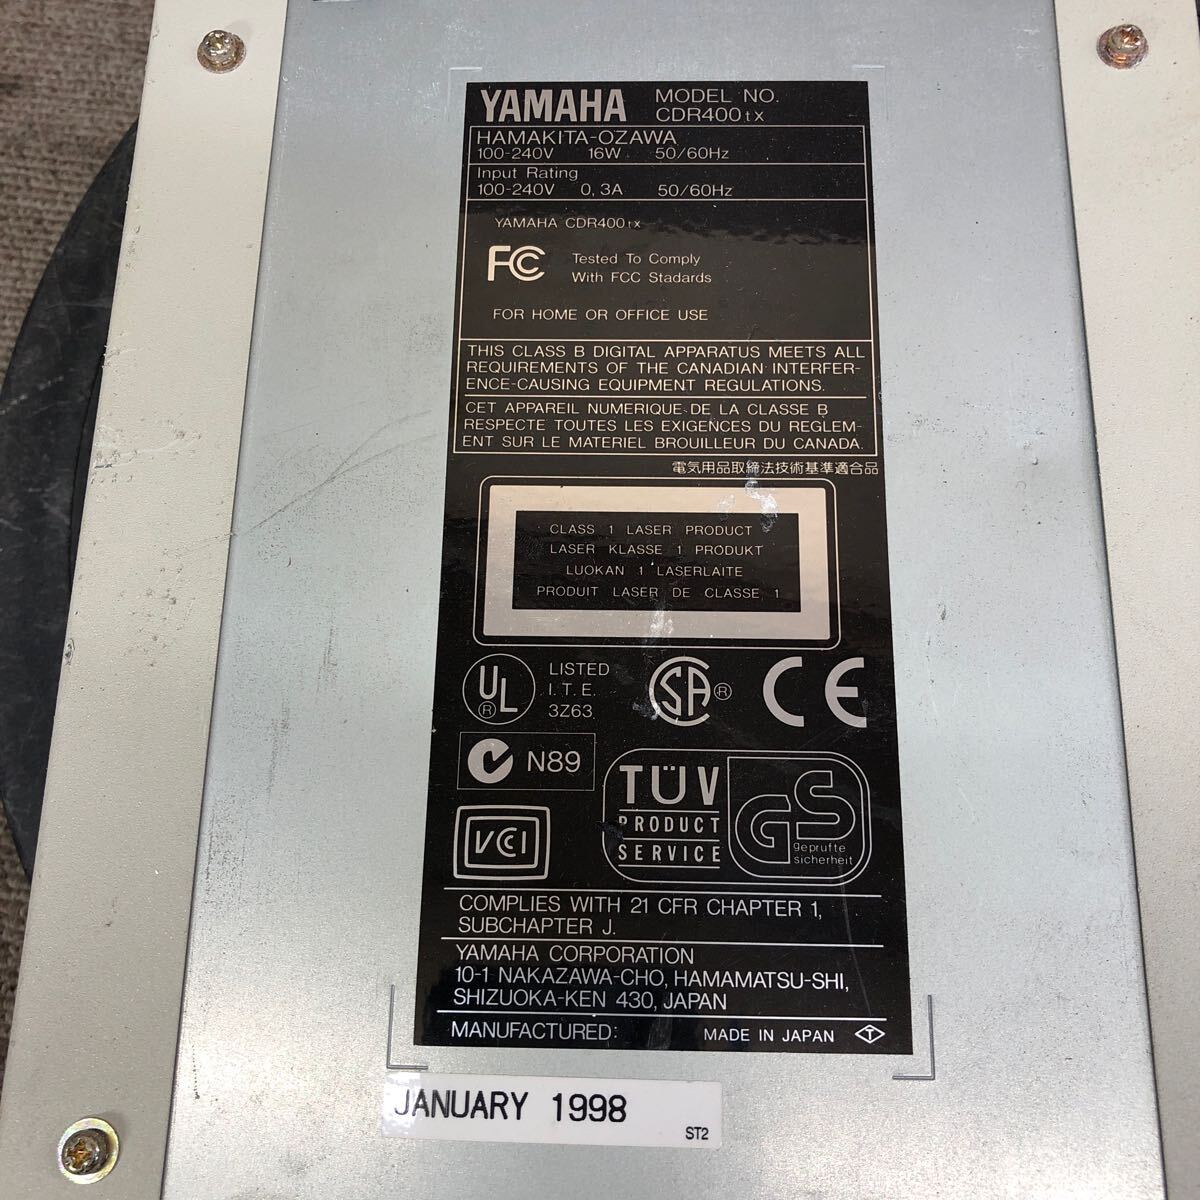 YAMAHA MODEL NO.
CDR400tx
HAMAKITA-OZAWA
100-240V 16W 50/60Hz
Input Rating
100-240V 0,3A 50/60Hz
YAMAHA CDR400tx
FC Tested To Comply
With FCC Stadards
FOR HOME OR OFFICE USE
THIS CLASS B DIGITAL APPARATUS MEETS ALL
REQUIREMENTS OF THE CANADIAN INTERFER-
ENCE-CAUSING EQUIPMENT REGULATIONS.
CET APPAREIL NUMERIQUE DE LA CLASSE B
RESPECTE TOUTES LES EXIGENCES DU REGLEM-
ENT SUR LE MATERIEL BROUILLEUR DU CANADA.
電気用品取締法技術基準適合品
CLASS 1 LASER PRODUCT
LASER KLASSE 1 PRODUKT
LUOKAN 1 LASERLAITE
PRODUIT LASER DE CLASSE 1
UL ® LISTED
I.T.E.
3Z63
SA ® CE
N89
VCCI
TÜV
PRODUCT
SERVICE
GS
geprufte
sicherheit
COMPLIES WITH 21 CFR CHAPTER 1,
SUBCHAPTER J.
YAMAHA CORPORATION
10-1 NAKAZAWA-CHO, HAMAMATSU-SHI,
SHIZUOKA-KEN 430, JAPAN
MANUFACTURED: MADE IN JAPAN T
JANUARY 1998
ST2